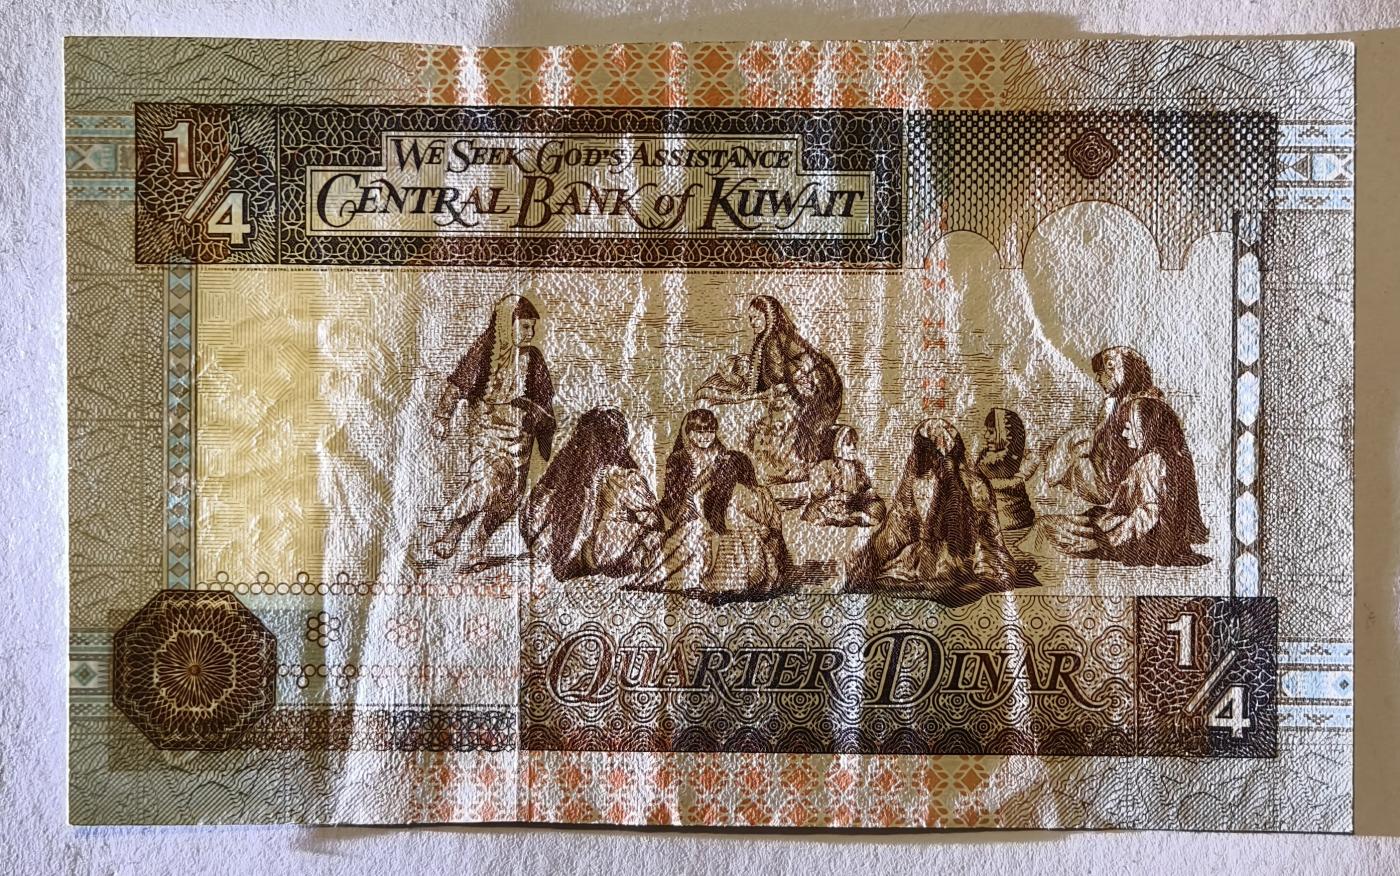 1/4
WE SEEK GOD'S ASSISTANCE
CENTRAL BANK of KUWAIT
QUARTER DINAR
1/4